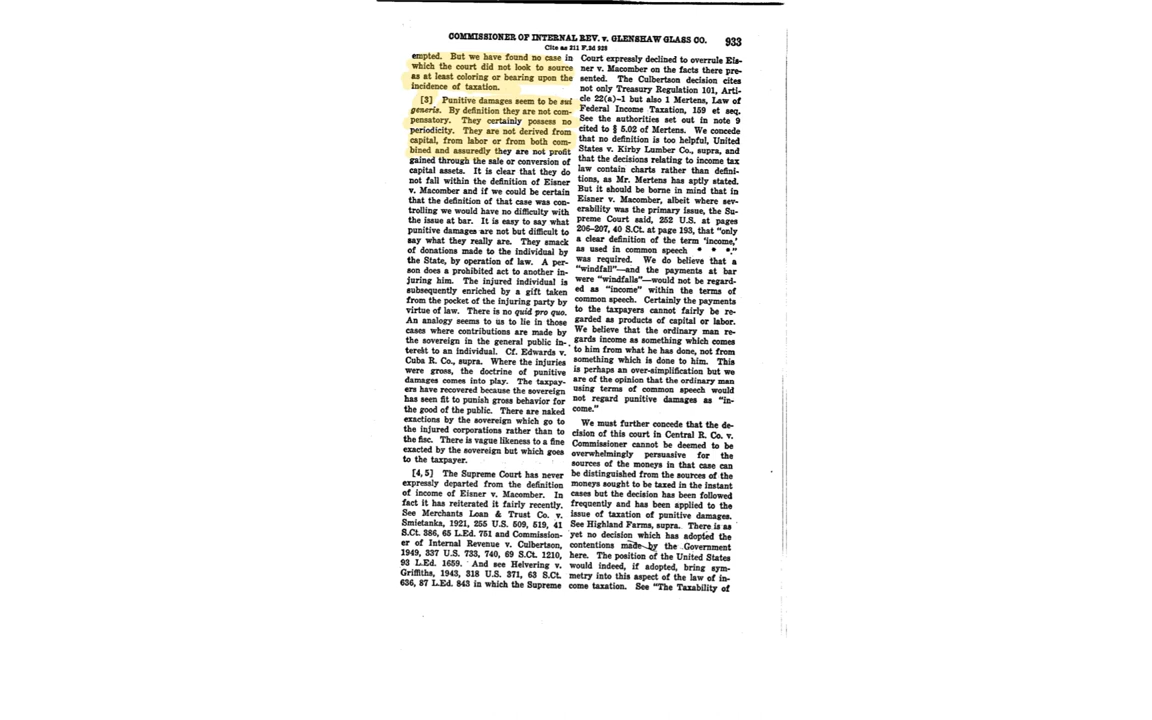 COMMISSIONER OF INTERNAL REV. v. GLENSHAW GLASS CO. 933
Cite as 211 F.2d 928
empted. But we have found no case in
which the court did not look to source
as at least coloring or bearing upon the
incidence of taxation.
[3] Punitive damages seem to be sui
generis. By definition they are not com-
pensatory. They certainly possess no
periodicity. They are not derived from
capital, from labor or from both com-
bined and assuredly they are not profit
gained through the sale or conversion of
capital assets. It is clear that they do
not fall within the definition of Eisner
v. Macomber and if we could be certain
that the definition of that case was con-
trolling we would have no difficulty with
the issue at bar. It is easy to say what
punitive damages are not but difficult to
say what they really are. They smack
of donations made to the individual by
the State, by operation of law. A per-
son does a prohibited act to another in-
juring him. The injured individual is
subsequently enriched by a gift taken
from the pocket of the injuring party by
virtue of law. There is no quid pro quo.
An analogy seems to us to lie in those
cases where contributions are made by
the sovereign in the general public in-
terest to an individual. Cf. Edwards v.
Cuba R. Co., supra. Where the injuries
were gross, the doctrine of punitive
damages comes into play. The taxpay-
ers have recovered because the sovereign
has seen fit to punish gross behavior for
the good of the public. There are naked
exactions by the sovereign which go to
the injured corporations rather than to
the fisc. There is vague likeness to a fine
exacted by the sovereign but which goes
to the taxpayer.
[4, 5] The Supreme Court has never
expressly departed from the definition
of income of Eisner v. Macomber. In
fact it has reiterated it fairly recently.
See Merchants Loan & Trust Co. v.
Smietanka, 1921, 255 U.S. 509, 519, 41
S.Ct. 386, 65 L.Ed. 751 and Commission-
er of Internal Revenue v. Culbertson,
1949, 337 U.S. 733, 740, 69 S.Ct. 1210,
93 L.Ed. 1659. And see Helvering v.
Griffiths, 1943, 318 U.S. 371, 63 S.Ct.
636, 87 L.Ed. 843 in which the Supreme
Court expressly declined to overrule Eis-
ner v. Macomber on the facts there pre-
sented. The Culbertson decision cites
not only Treasury Regulation 101, Arti-
cle 22(a)-1 but also 1 Mertens, Law of
Federal Income Taxation, 159 et seq.
See the authorities set out in note 9
cited to § 5.02 of Mertens. We concede
that no definition is too helpful, United
States v. Kirby Lumber Co., supra, and
that the decisions relating to income tax
law contain charts rather than defini-
tions, as Mr. Mertens has aptly stated.
But it should be borne in mind that in
Eisner v. Macomber, albeit where sev-
erability was the primary issue, the Su-
preme Court said, 252 U.S. at pages
206-207, 40 S.Ct. at page 193, that "only
a clear definition of the term 'income,'
as used in common speech * * *."
was required. We do believe that a
"windfall"—and the payments at bar
were "windfalls"—would not be regard-
ed as "income" within the terms of
common speech. Certainly the payments
to the taxpayers cannot fairly be re-
garded as products of capital or labor.
We believe that the ordinary man re-
gards income as something which comes
to him from what he has done, not from
something which is done to him. This
is perhaps an over-simplification but we
are of the opinion that the ordinary man
using terms of common speech would
not regard punitive damages as "in-
come."
We must further concede that the de-
cision of this court in Central R. Co. v.
Commissioner cannot be deemed to be
overwhelmingly persuasive for the
sources of the moneys in that case can
be distinguished from the sources of the
moneys sought to be taxed in the instant
cases but the decision has been followed
frequently and has been applied to the
issue of taxation of punitive damages.
See Highland Farms, supra. There is as
yet no decision which has adopted the
contentions made by the Government
here. The position of the United States
would indeed, if adopted, bring sym-
metry into this aspect of the law of in-
come taxation. See "The Taxability of